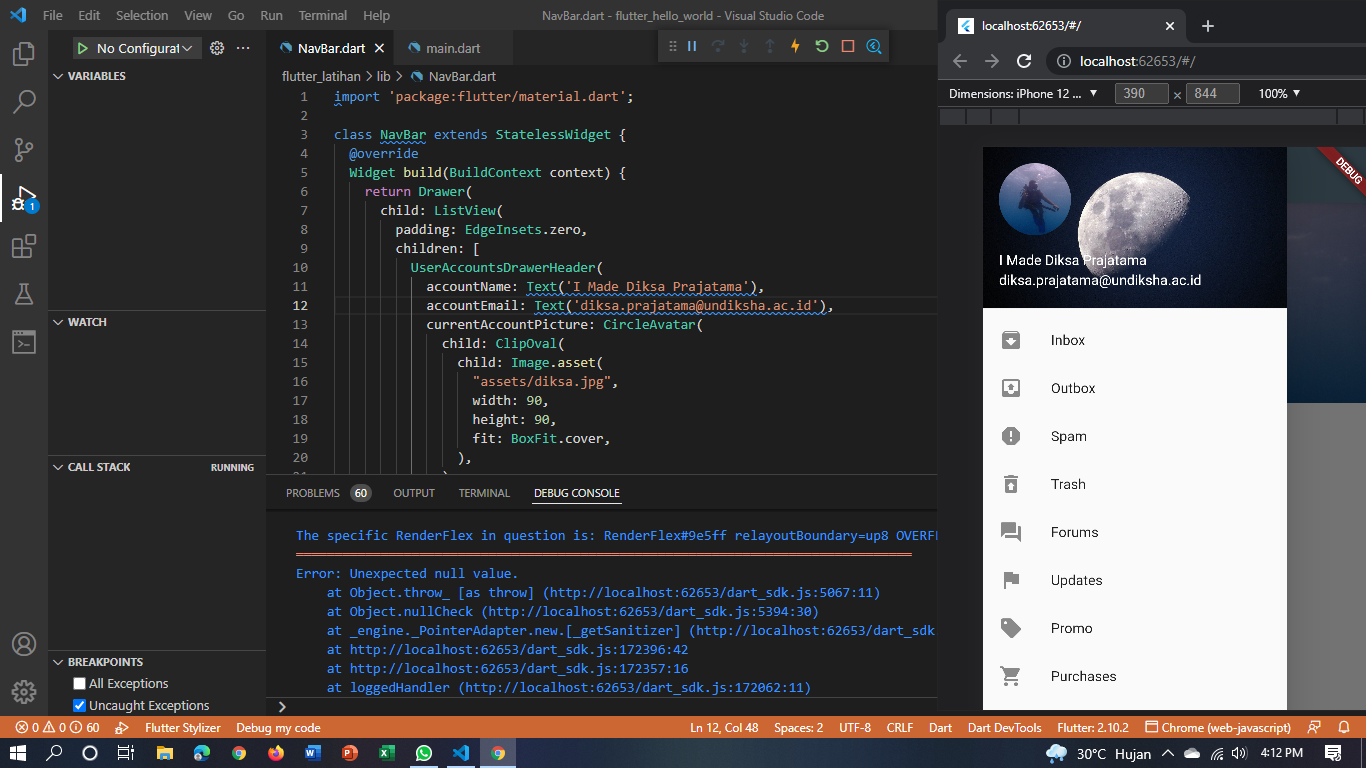 File Edit Selection View Go Run Terminal Help
NavBar.dart - flutter_hello_world - Visual Studio Code
No Configurat
1
VARIABLES
WATCH
CALL STACK
RUNNING
BREAKPOINTS
All Exceptions
Uncaught Exceptions
NavBar.dart
main.dart
flutter_latihan > lib > NavBar.dart
1 import 'package:flutter/material.dart';
2
3 class NavBar extends StatelessWidget {
4 @override
5 Widget build(BuildContext context) {
6 return Drawer(
7 child: ListView(
8 padding: EdgeInsets.zero,
9 children: [
10 UserAccountsDrawerHeader(
11 accountName: Text('I Made Diksa Prajatama'),
12 accountEmail: Text('diksa.prajatama@undiksha.ac.id'),
13 currentAccountPicture: CircleAvatar(
14 child: ClipOval(
15 child: Image.asset(
16 "assets/diksa.jpg",
17 width: 90,
18 height: 90,
19 fit: BoxFit.cover,
20 ),
PROBLEMS 60 OUTPUT TERMINAL DEBUG CONSOLE
The specific RenderFlex in question is: RenderFlex#9e5ff relayoutBoundary=up8 OVERF
Error: Unexpected null value.
at Object.throw_ [as throw] (http://localhost:62653/dart_sdk.js:5067:11)
at Object.nullCheck (http://localhost:62653/dart_sdk.js:5394:30)
at _engine._PointerAdapter.new.[_getSanitizer] (http://localhost:62653/dart_sdk
at http://localhost:62653/dart_sdk.js:172396:42
at http://localhost:62653/dart_sdk.js:172357:16
at loggedHandler (http://localhost:62653/dart_sdk.js:172062:11)
localhost:62653/#/
localhost:62653/#/
Dimensions: iPhone 12 ... 390 × 844 100%
DEBUG
I Made Diksa Prajatama
diksa.prajatama@undiksha.ac.id
Inbox
Outbox
Spam
Trash
Forums
Updates
Promo
Purchases
0 0 60 Flutter Stylizer Debug my code
Ln 12, Col 48 Spaces: 2 UTF-8 CRLF Dart Dart DevTools Flutter: 2.10.2 Chrome (web-javascript)
30°C Hujan 4:12 PM